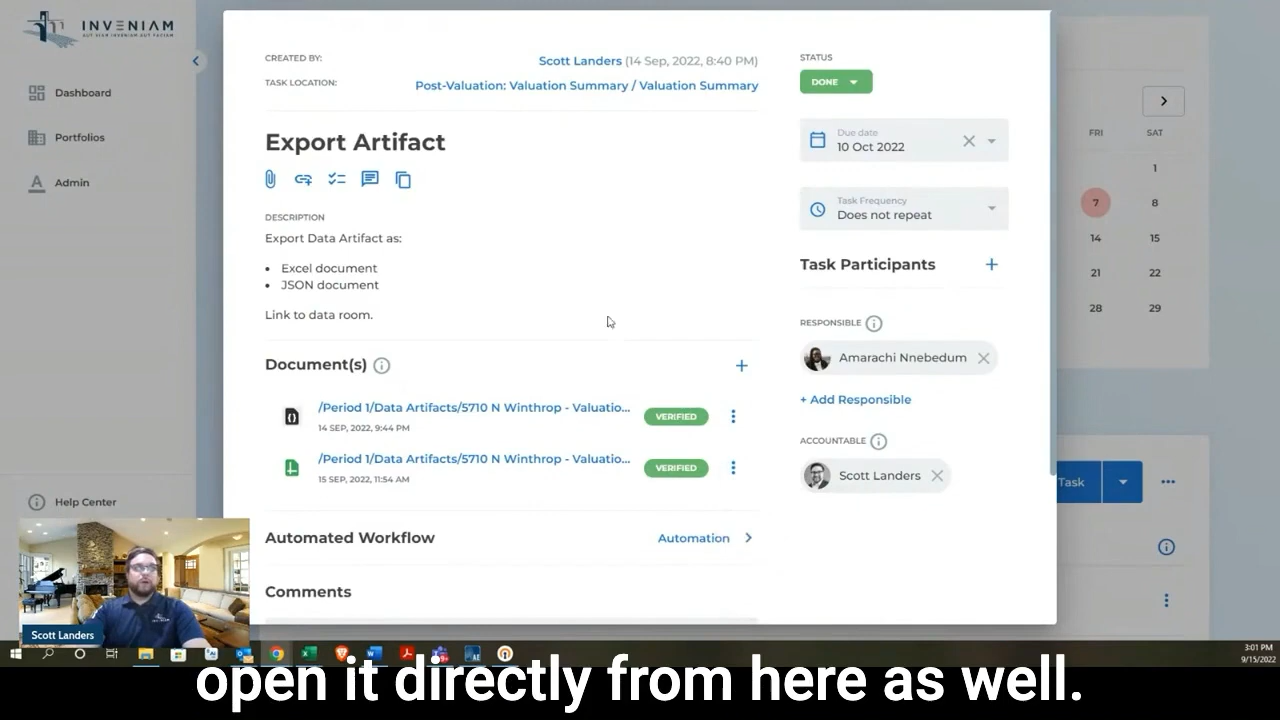 INVENIAM
AUT VIAM INVENIAM AUT FACIAM
Dashboard
Portfolios
Admin
Help Center
CREATED BY:
Scott Landers (14 Sep, 2022, 8:40 PM)
TASK LOCATION:
Post-Valuation: Valuation Summary / Valuation Summary
Export Artifact
DESCRIPTION
Export Data Artifact as:
• Excel document
• JSON document
Link to data room.
Document(s)
/Period 1/Data Artifacts/5710 N Winthrop - Valuatio...
VERIFIED
14 SEP, 2022, 9:44 PM
/Period 1/Data Artifacts/5710 N Winthrop - Valuatio...
VERIFIED
15 SEP, 2022, 11:54 AM
Automated Workflow
Automation
Comments
STATUS
DONE
Due date
10 Oct 2022
Task Frequency
Does not repeat
Task Participants
RESPONSIBLE
Amarachi Nnebedum
+ Add Responsible
ACCOUNTABLE
Scott Landers
FRI SAT
1
7 8
14 15
21 22
28 29
Task
Scott Landers
3:01 PM
9/15/2022
open it directly from here as well.